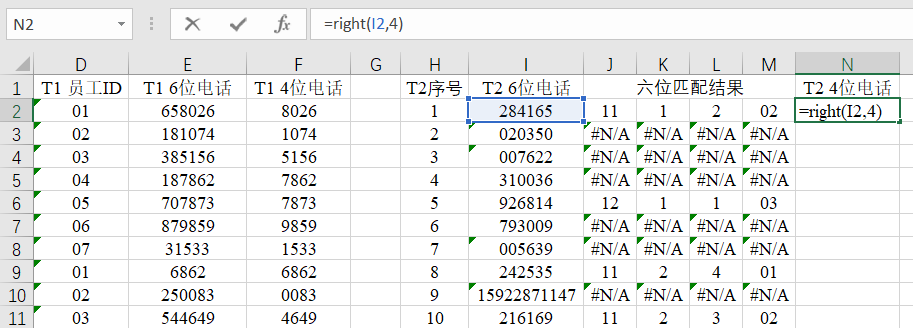 N2 fx =right(I2,4)
D E F G H I J K L M N
1 T1 员工ID T1 6位电话 T1 4位电话 T2序号 T2 6位电话 六位匹配结果 T2 4位电话
2 01 658026 8026 1 284165 11 1 2 02 =right(I2,4)
3 02 181074 1074 2 020350 #N/A #N/A #N/A #N/A
4 03 385156 5156 3 007622 #N/A #N/A #N/A #N/A
5 04 187862 7862 4 310036 #N/A #N/A #N/A #N/A
6 05 707873 7873 5 926814 12 1 1 03
7 06 879859 9859 6 793009 #N/A #N/A #N/A #N/A
8 07 31533 1533 7 005639 #N/A #N/A #N/A #N/A
9 01 6862 6862 8 242535 11 2 4 01
10 02 250083 0083 9 15922871147 #N/A #N/A #N/A #N/A
11 03 544649 4649 10 216169 11 2 3 02